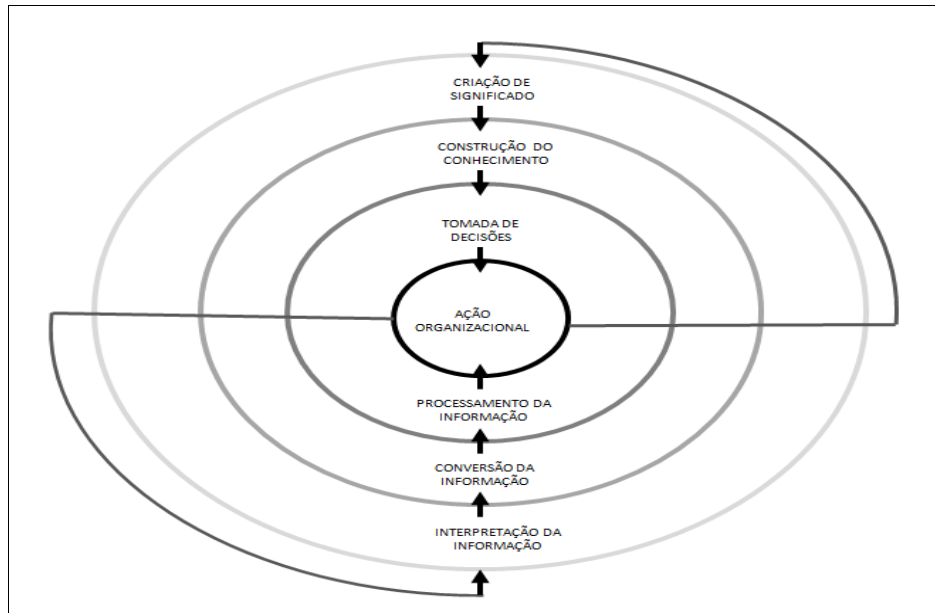 CRIAÇÃO DE
SIGNIFICADO
CONSTRUÇÃO DO
CONHECIMENTO
TOMADA DE
DECISÕES
AÇÃO
ORGANIZACIONAL
PROCESSAMENTO DA
INFORMAÇÃO
CONVERSÃO DA
INFORMAÇÃO
INTERPRETAÇÃO DA
INFORMAÇÃO